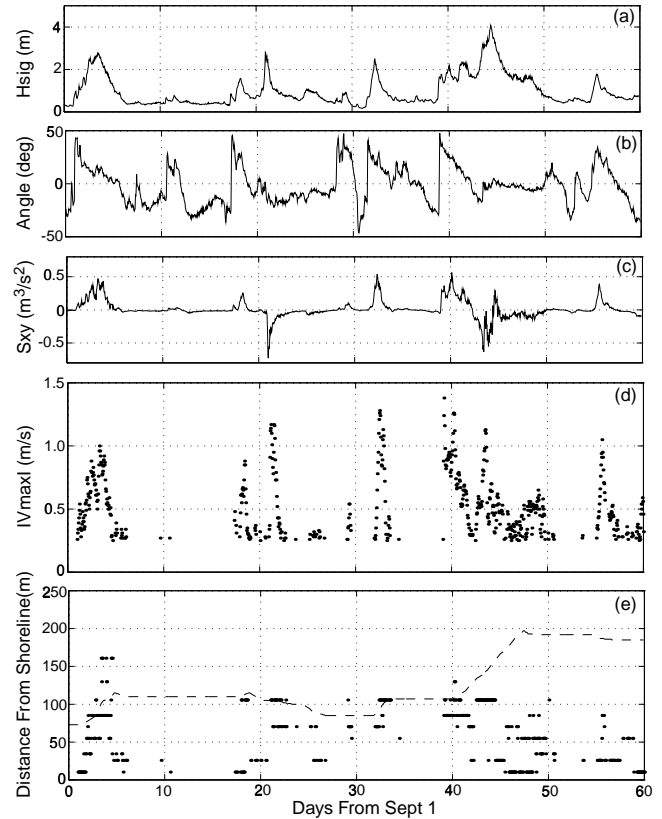 (a)
Hsig (m)
4
2
0
(b)
Angle (deg)
50
0
-50
(c)
Sxy (m³/s²)
0.5
0
-0.5
(d)
IVmaxI (m/s)
1.5
1.0
0.5
0
(e)
Distance From Shoreline(m)
250
200
150
100
50
0
0 10 20 30 40 50 60
Days From Sept 1